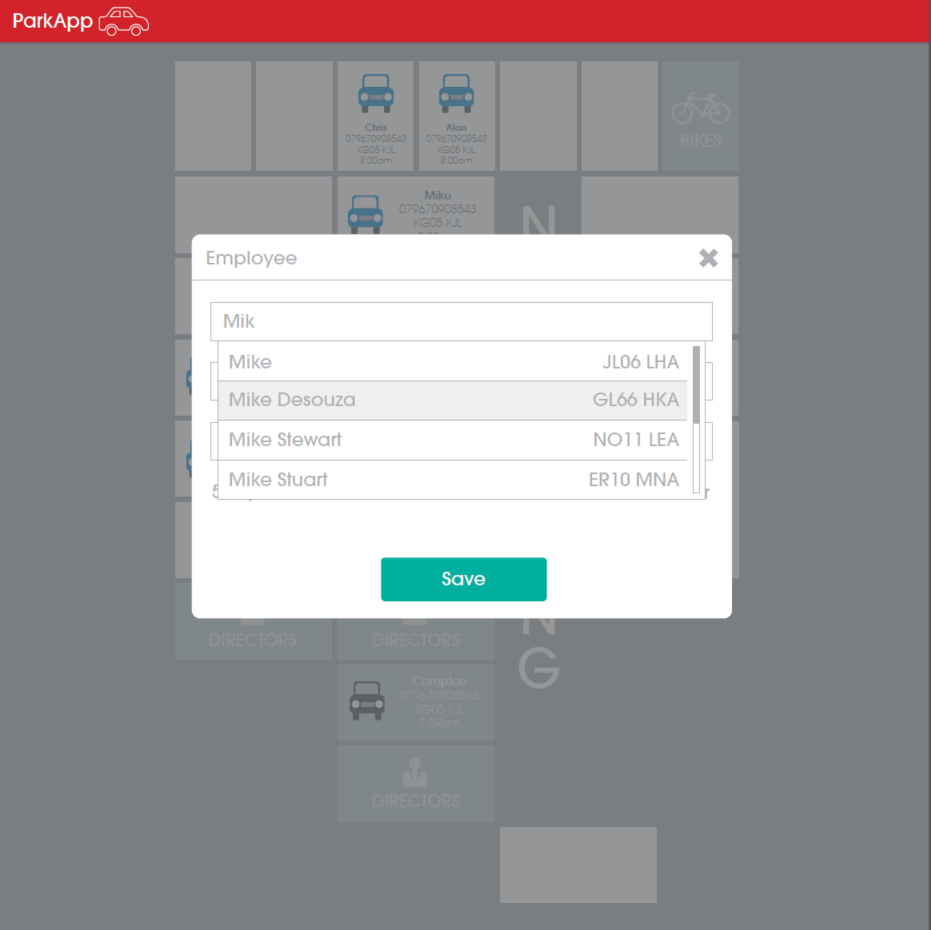 ParkApp
Chris
079670908543
KG05 KJL
8:00am
Alan
079670908543
KG05 KJL
8:00am
BIKES
Mike
079670908543
KG05 KJL
N
Employee
Mik
Mike JL06 LHA
Mike Desouza GL66 HKA
Mike Stewart NO11 LEA
Mike Stuart ER10 MNA
Save
DIRECTORS
DIRECTORS
N
G
Compton
079670908543
KG05 KJL
7:59am
DIRECTORS